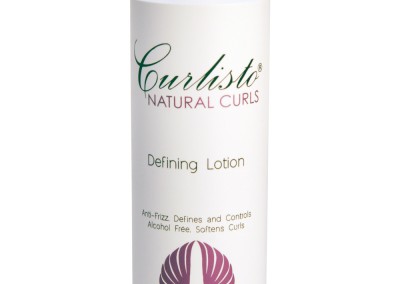 Curlisto®
NATURAL CURLS
Defining Lotion
Anti-Frizz, Defines and Controls
Alcohol Free, Softens Curls